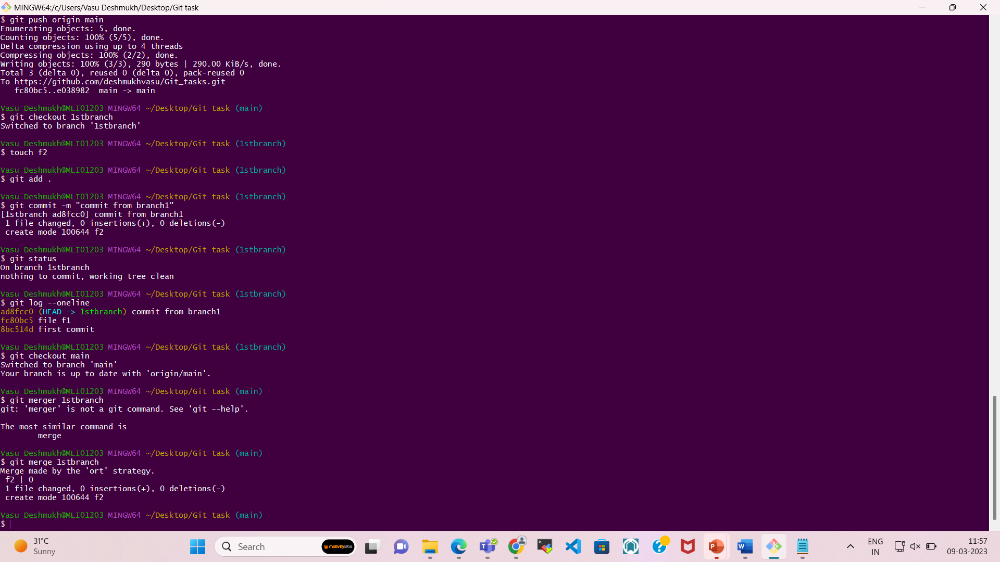 MINGW64:/c/Users/Vasu Deshmukh/Desktop/Git task
$ git push origin main
Enumerating objects: 5, done.
Counting objects: 100% (5/5), done.
Delta compression using up to 4 threads
Compressing objects: 100% (2/2), done.
Writing objects: 100% (3/3), 290 bytes | 290.00 KiB/s, done.
Total 3 (delta 0), reused 0 (delta 0), pack-reused 0
To https://github.com/deshmukhvasu/Git_tasks.git
   fc80bc5..e038982  main -> main
Vasu Deshmukh@MLI01203 MINGW64 ~/Desktop/Git task (main)
$ git checkout 1stbranch
Switched to branch '1stbranch'
Vasu Deshmukh@MLI01203 MINGW64 ~/Desktop/Git task (1stbranch)
$ touch f2
Vasu Deshmukh@MLI01203 MINGW64 ~/Desktop/Git task (1stbranch)
$ git add .
Vasu Deshmukh@MLI01203 MINGW64 ~/Desktop/Git task (1stbranch)
$ git commit -m "commit from branch1"
[1stbranch ad8fcc0] commit from branch1
 1 file changed, 0 insertions(+), 0 deletions(-)
 create mode 100644 f2
Vasu Deshmukh@MLI01203 MINGW64 ~/Desktop/Git task (1stbranch)
$ git status
On branch 1stbranch
nothing to commit, working tree clean
Vasu Deshmukh@MLI01203 MINGW64 ~/Desktop/Git task (1stbranch)
$ git log --oneline
ad8fcc0 (HEAD -> 1stbranch) commit from branch1
fc80bc5 file f1
8bc514d first commit
Vasu Deshmukh@MLI01203 MINGW64 ~/Desktop/Git task (1stbranch)
$ git checkout main
Switched to branch 'main'
Your branch is up to date with 'origin/main'.
Vasu Deshmukh@MLI01203 MINGW64 ~/Desktop/Git task (main)
$ git merger 1stbranch
git: 'merger' is not a git command. See 'git --help'.
The most similar command is
        merge
Vasu Deshmukh@MLI01203 MINGW64 ~/Desktop/Git task (main)
$ git merge 1stbranch
Merge made by the 'ort' strategy.
 f2 | 0
 1 file changed, 0 insertions(+), 0 deletions(-)
 create mode 100644 f2
Vasu Deshmukh@MLI01203 MINGW64 ~/Desktop/Git task (main)
$
31°C
Sunny
Search
motivitylabs
ENG
IN
11:57
09-03-2023